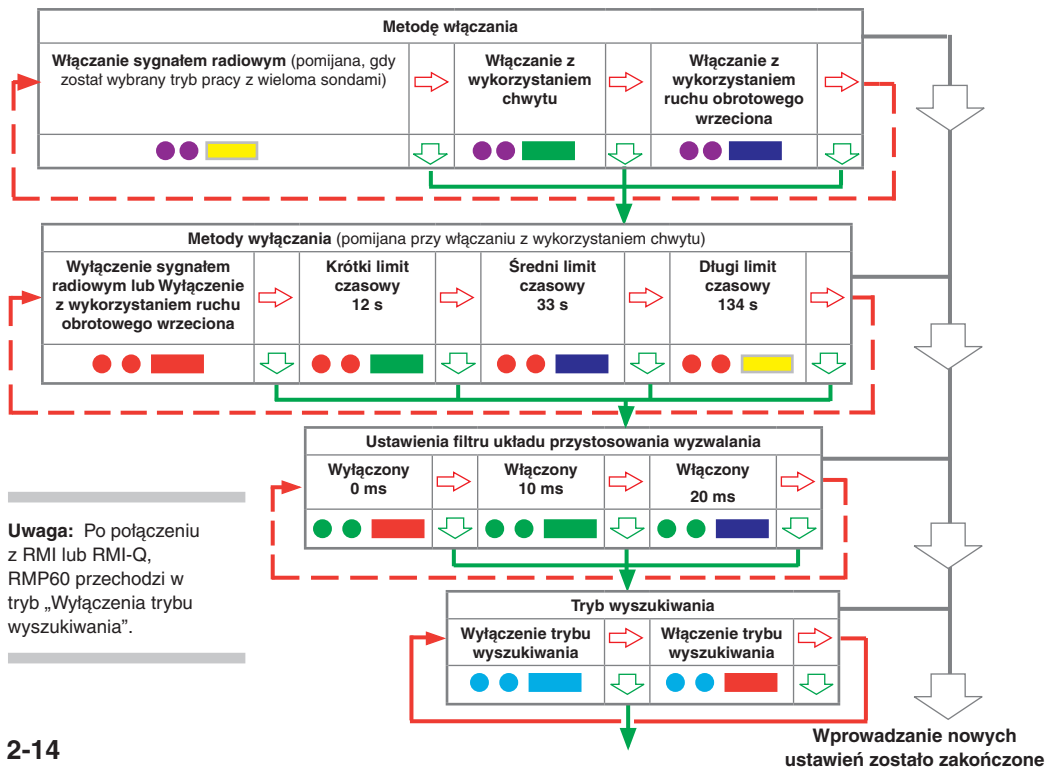 Metodę włączania
Włączanie sygnałem radiowym (pomijana, gdy
został wybrany tryb pracy z wieloma sondami)
Włączanie z
wykorzystaniem
chwytu
Włączanie z
wykorzystaniem
ruchu obrotowego
wrzeciona
Metody wyłączania (pomijana przy włączaniu z wykorzystaniem chwytu)
Wyłączenie sygnałem
radiowym lub Wyłączenie
z wykorzystaniem ruchu
obrotowego wrzeciona
Krótki limit
czasowy
12 s
Średni limit
czasowy
33 s
Długi limit
czasowy
134 s
Ustawienia filtru układu przystosowania wyzwalania
Wyłączony
0 ms
Włączony
10 ms
Włączony
20 ms
Uwaga: Po połączeniu
z RMI lub RMI-Q,
RMP60 przechodzi w
tryb „Wyłączenia trybu
wyszukiwania”.
Tryb wyszukiwania
Wyłączenie trybu
wyszukiwania
Włączenie trybu
wyszukiwania
2-14
Wprowadzanie nowych
ustawień zostało zakończone